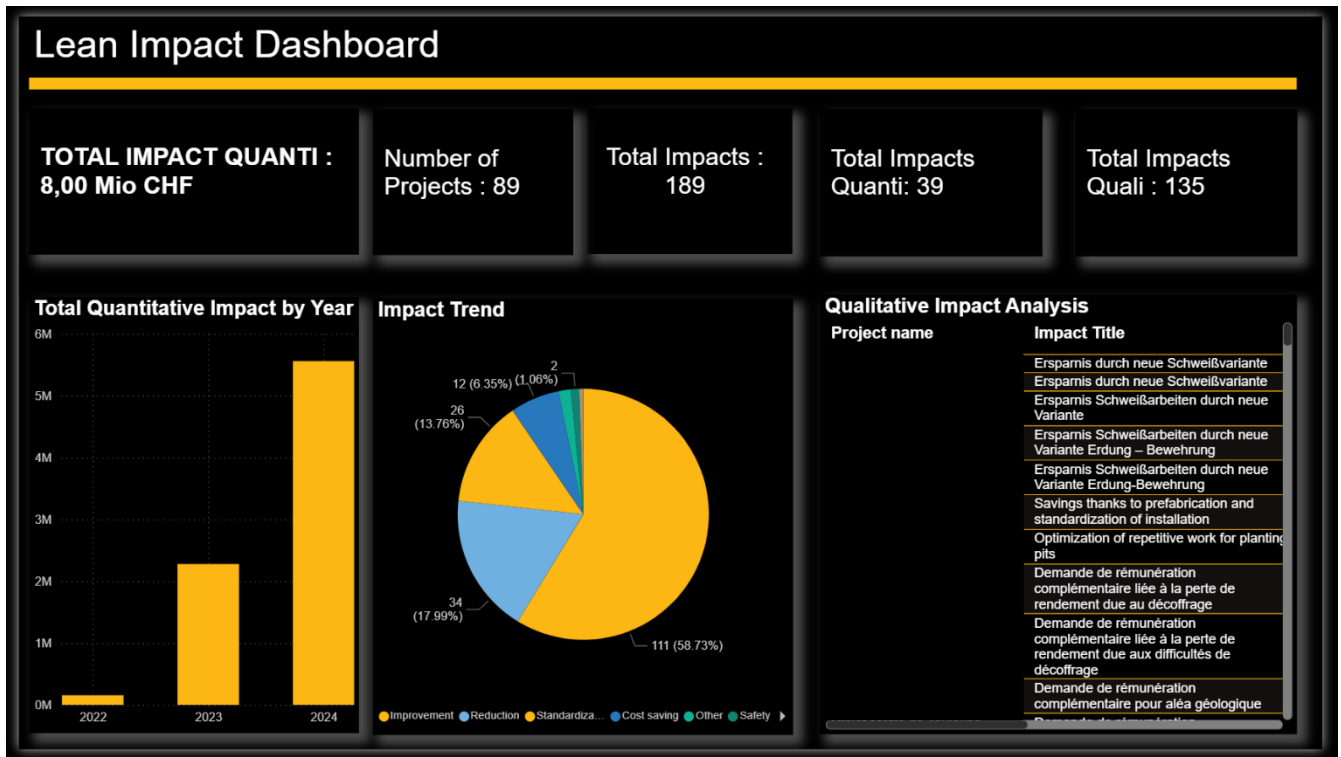 Lean Impact Dashboard
TOTAL IMPACT QUANTI :
8,00 Mio CHF
Number of
Projects : 89
Total Impacts :
189
Total Impacts
Quanti: 39
Total Impacts
Quali : 135
Total Quantitative Impact by Year
6M
5M
4M
3M
2M
1M
0M
2022
2023
2024
Impact Trend
2
(1.06%)
12 (6.35%)
26
(13.76%)
34
(17.99%)
111 (58.73%)
Improvement
Reduction
Standardiza...
Cost saving
Other
Safety
Qualitative Impact Analysis
Project name
Impact Title
Ersparnis durch neue Schweißvariante
Ersparnis durch neue Schweißvariante
Ersparnis Schweißarbeiten durch neue
Variante
Ersparnis Schweißarbeiten durch neue
Variante Erdung – Bewehrung
Ersparnis Schweißarbeiten durch neue
Variante Erdung-Bewehrung
Savings thanks to prefabrication and
standardization of installation
Optimization of repetitive work for planting
pits
Demande de rémunération
complémentaire liée à la perte de
rendement due au décoffrage
Demande de rémunération
complémentaire liée à la perte de
rendement due aux difficultés de
décoffrage
Demande de rémunération
complémentaire pour aléa géologique